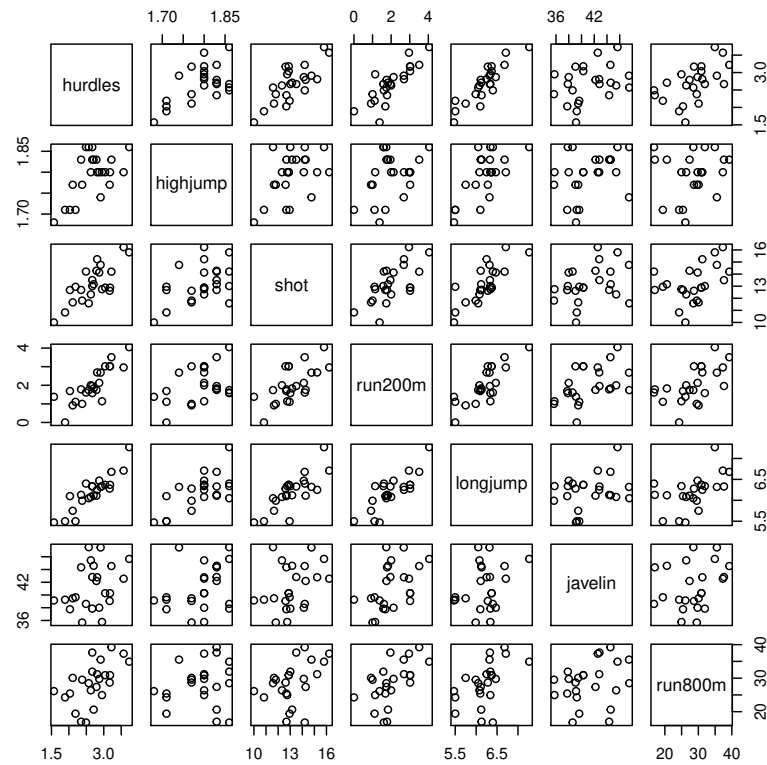 1.70 1.85 0 2 4 36 42
hurdles 1.5 3.0
1.70 1.85 highjump
shot 10 13 16
0 2 4 run200m
longjump 5.5 6.5
36 42 javelin
run800m 20 30 40
1.5 3.0 10 13 16 5.5 6.5 20 30 40